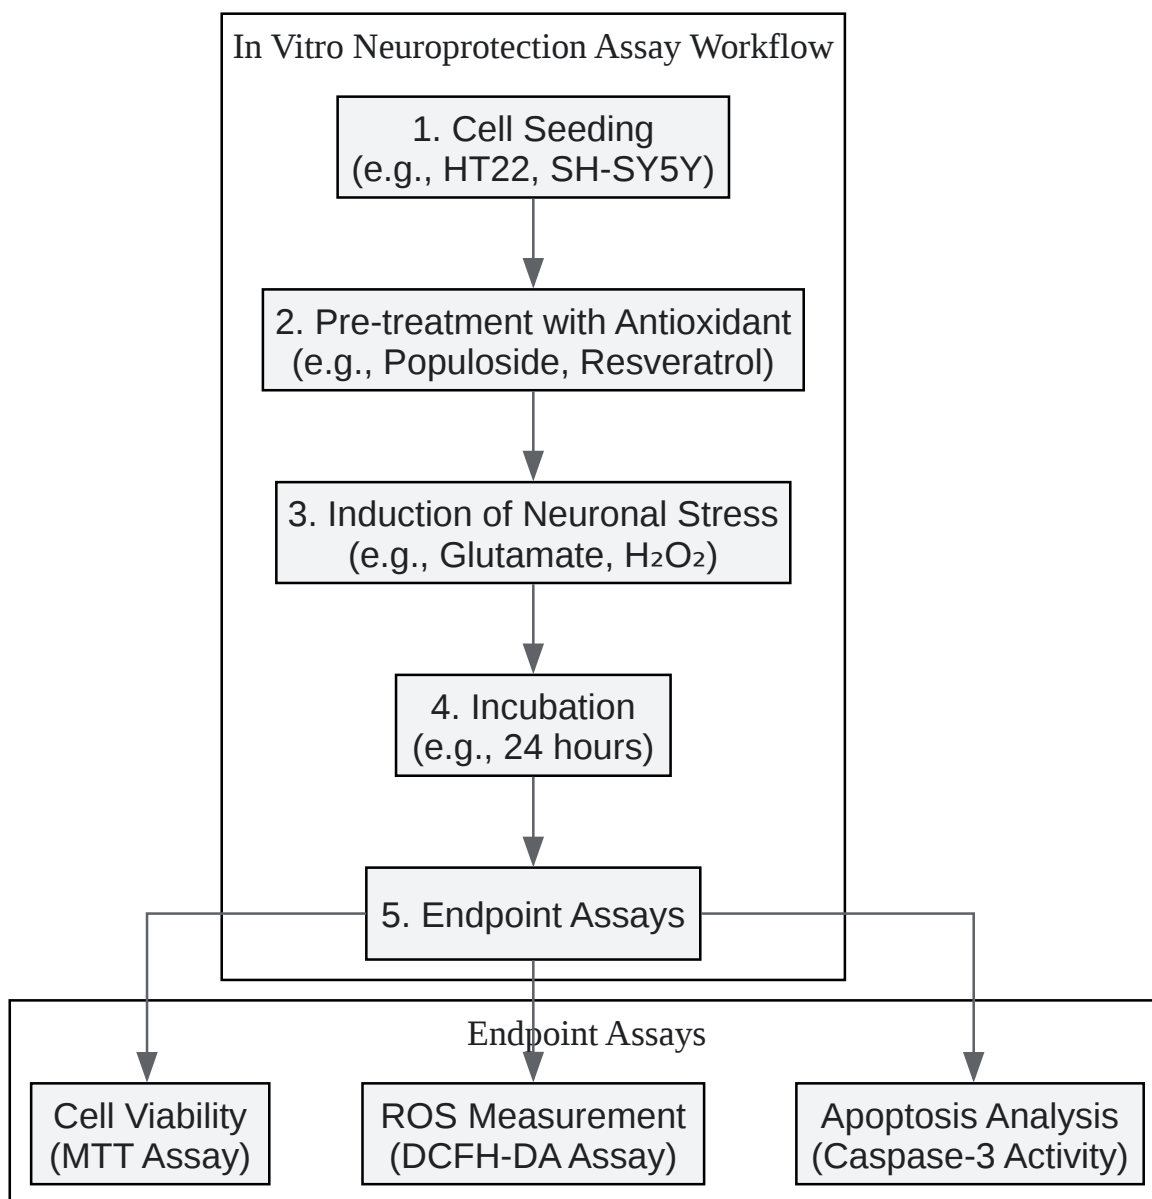 In Vitro Neuroprotection Assay Workflow
1. Cell Seeding
(e.g., HT22, SH-SY5Y)
2. Pre-treatment with Antioxidant
(e.g., Populoside, Resveratrol)
3. Induction of Neuronal Stress
(e.g., Glutamate, H₂O₂)
4. Incubation
(e.g., 24 hours)
5. Endpoint Assays
Endpoint Assays
Cell Viability
(MTT Assay)
ROS Measurement
(DCFH-DA Assay)
Apoptosis Analysis
(Caspase-3 Activity)